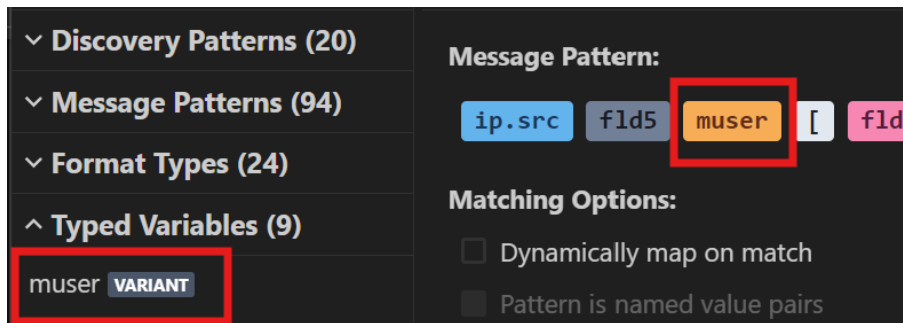 Discovery Patterns (20)
Message Patterns (94)
Format Types (24)
Typed Variables (9)
muser VARIANT
Message Pattern:
ip.src fld5 muser [ fld
Matching Options:
Dynamically map on match
Pattern is named value pairs